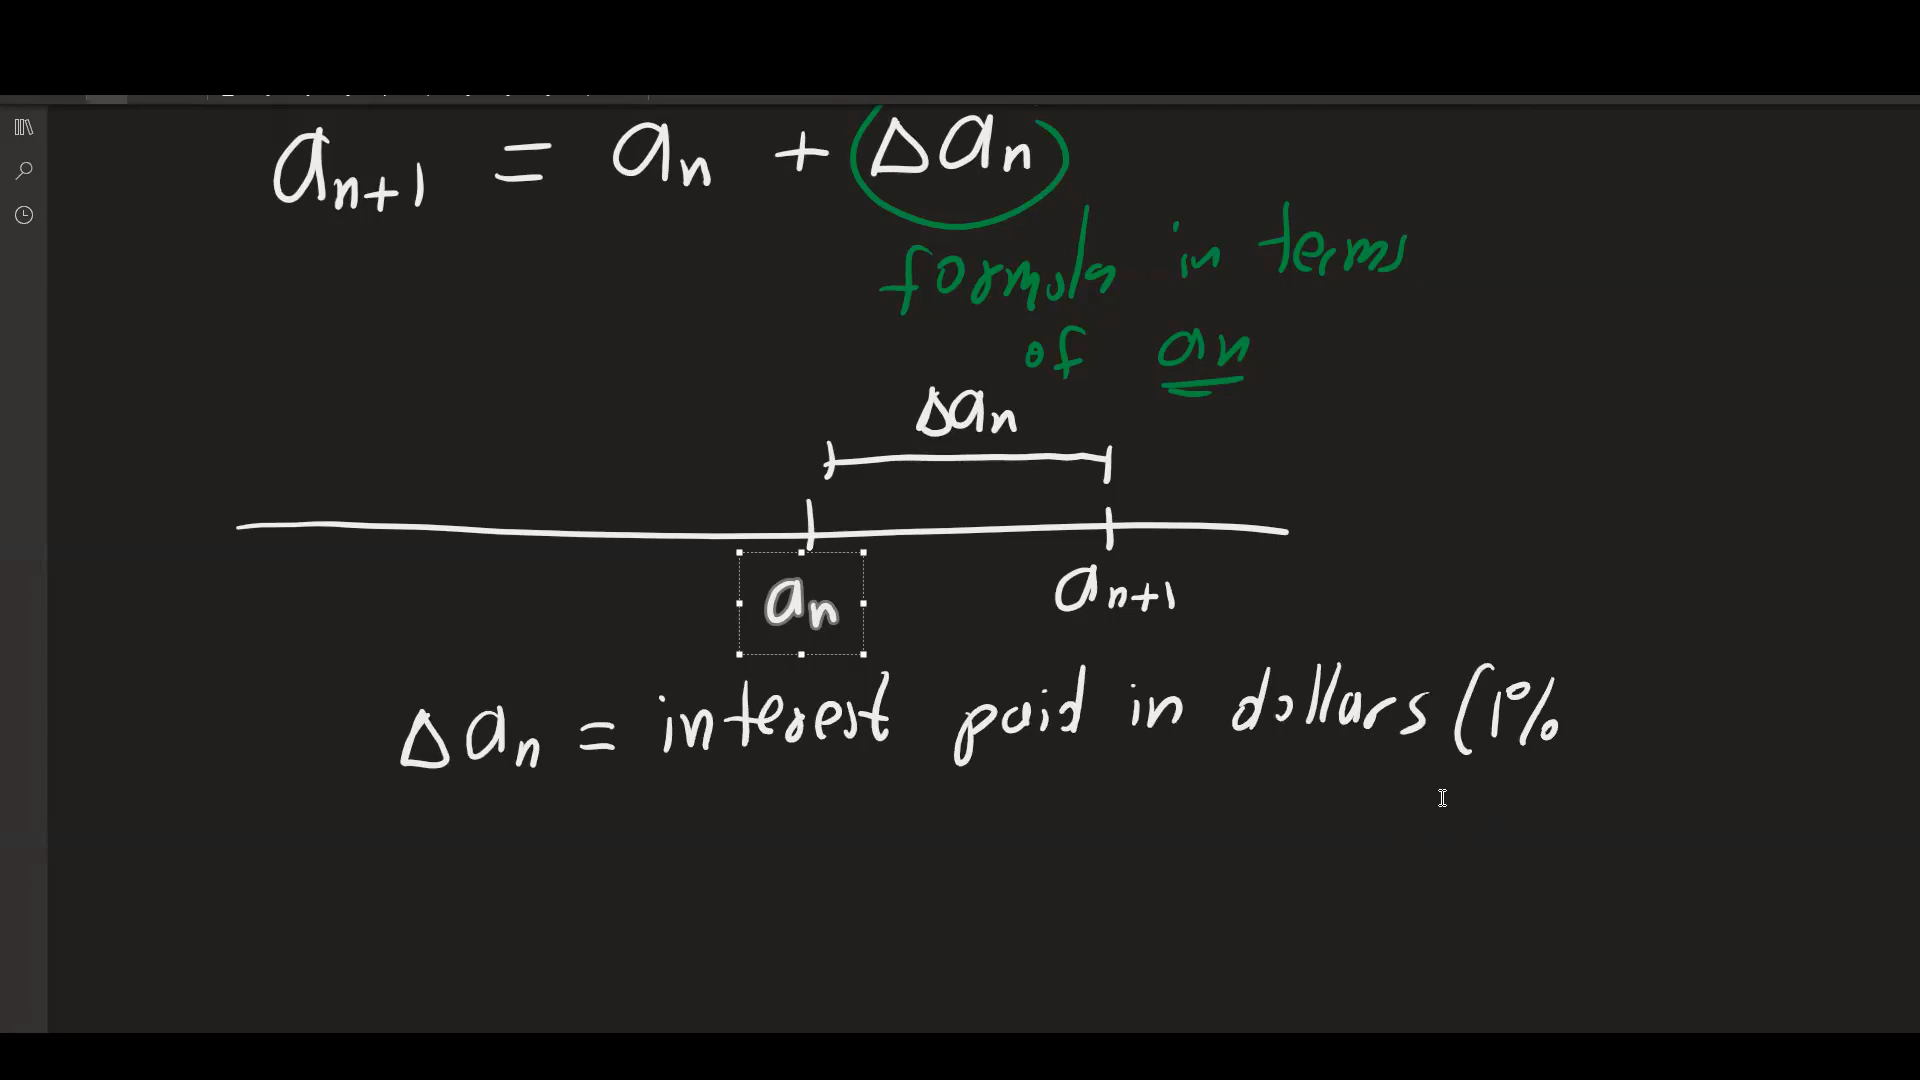 aₙ₊₁ = aₙ + Δaₙ
formula in terms
of aₙ
Δaₙ
aₙ aₙ₊₁
Δaₙ = interest paid in dollars (1%